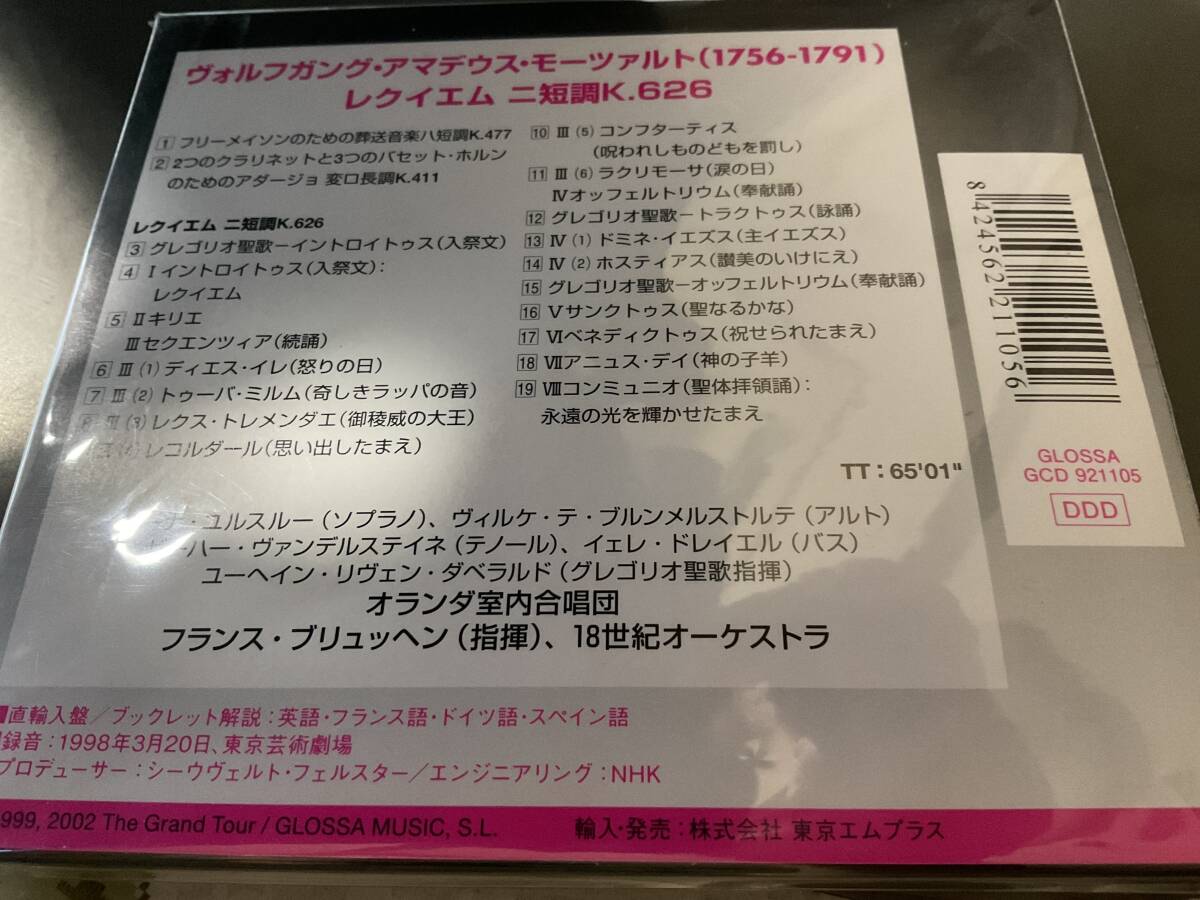 ヴォルフガング・アマデウス・モーツァルト(1756-1791)
レクイエム ニ短調K.626
1 フリーメイソンのための葬送音楽ハ短調K.477
2 2つのクラリネットと3つのバセット・ホルン
のためのアダージョ 変ロ長調K.411
レクイエム ニ短調K.626
3 グレゴリオ聖歌ーイントロイトゥス(入祭文)
4 Ⅰイントロイトゥス(入祭文):
レクイエム
5 Ⅱキリエ
Ⅲセクエンツィア(続誦)
6 Ⅲ(1)ディエス・イレ(怒りの日)
7 Ⅲ(2)トゥーバ・ミルム(奇しきラッパの音)
8 Ⅲ(3)レクス・トレメンダエ(御稜威の大王)
レコルダール(思い出したまえ)
10 Ⅲ(5)コンフターティス
(呪われしものどもを罰し)
11 Ⅲ(6)ラクリモーサ(涙の日)
Ⅳオッフェルトリウム(奉献誦)
12 グレゴリオ聖歌ートラクトゥス(詠誦)
13 Ⅳ(1)ドミネ・イエズス(主イエズス)
14 Ⅳ(2)ホスティアス(讃美のいけにえ)
15 グレゴリオ聖歌ーオッフェルトリウム(奉献誦)
16 Ⅴサンクトゥス(聖なるかな)
17 Ⅵベネディクトゥス(祝せられたまえ)
18 Ⅶアニュス・デイ(神の子羊)
19 Ⅷコンミュニオ(聖体拝領誦):
永遠の光を輝かせたまえ
TT:65'01"
ユルスルー(ソプラノ)、ヴィルケ・テ・ブルンメルストルテ(アルト)
ハー・ヴァンデルステイネ(テノール)、イェレ・ドレイエル(バス)
ユーヘイン・リヴェン・ダベラルド(グレゴリオ聖歌指揮)
オランダ室内合唱団
フランス・ブリュッヘン(指揮)、18世紀オーケストラ
■直輸入盤/ブックレット解説:英語・フランス語・ドイツ語・スペイン語
録音:1998年3月20日、東京芸術劇場
プロデューサー:シーウヴェルト・フェルスター/エンジニアリング:NHK
999, 2002 The Grand Tour / GLOSSA MUSIC, S.L.
輸入・発売:株式会社 東京エムプラス
8 424562 211056
GLOSSA
GCD 921105
DDD